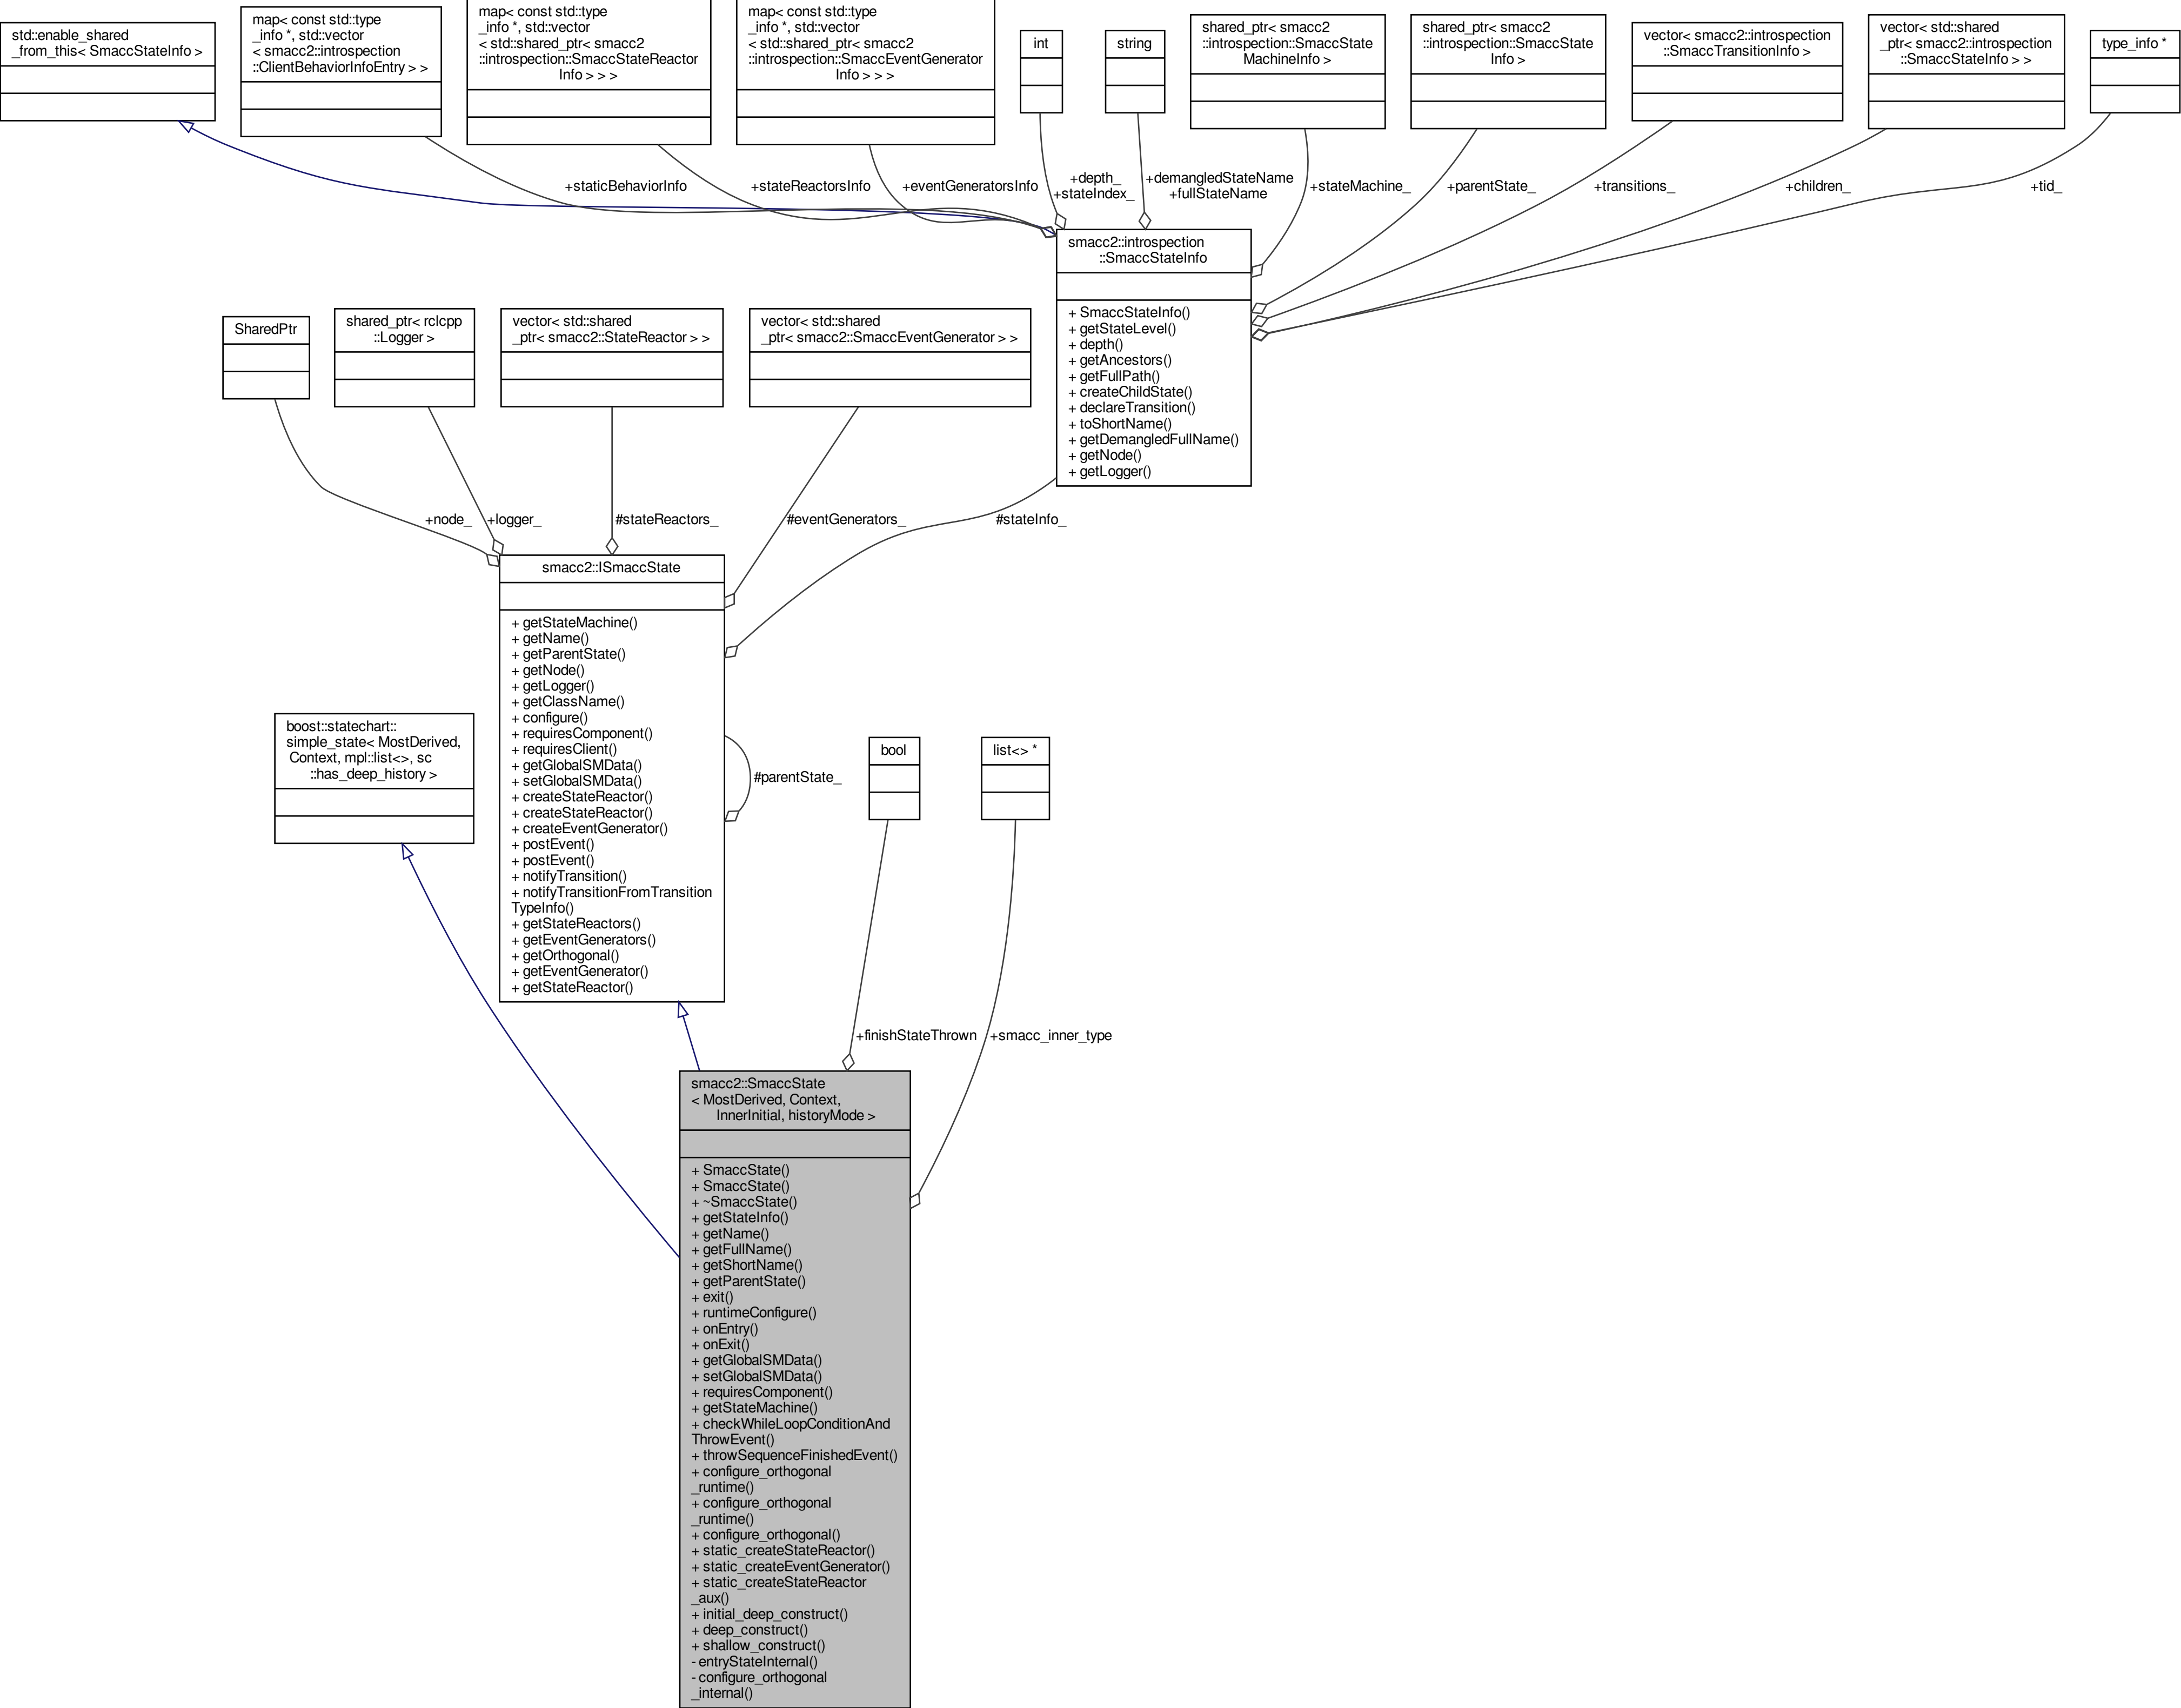 std::enable_shared
_from_this< SmaccStateInfo >
map< const std::type
_info *, std::vector
< smacc2::introspection
::ClientBehaviorInfoEntry > >
map< const std::type
_info *, std::vector
< std::shared_ptr< smacc2
::introspection::SmaccStateReactor
Info > > >
map< const std::type
_info *, std::vector
< std::shared_ptr< smacc2
::introspection::SmaccEventGenerator
Info > > >
int
string
shared_ptr< smacc2
::introspection::SmaccState
MachineInfo >
shared_ptr< smacc2
::introspection::SmaccState
Info >
vector< smacc2::introspection
::SmaccTransitionInfo >
vector< std::shared
_ptr< smacc2::introspection
::SmaccStateInfo > >
type_info *
+staticBehaviorInfo
+stateReactorsInfo
+eventGeneratorsInfo
+depth_
+stateIndex_
+demangledStateName
+fullStateName
+stateMachine_
+parentState_
+transitions_
+children_
+tid_
smacc2::introspection
::SmaccStateInfo
+ SmaccStateInfo()
+ getStateLevel()
+ depth()
+ getAncestors()
+ getFullPath()
+ createChildState()
+ declareTransition()
+ toShortName()
+ getDemangledFullName()
+ getNode()
+ getLogger()
SharedPtr
shared_ptr< rclcpp
::Logger >
vector< std::shared
_ptr< smacc2::StateReactor > >
vector< std::shared
_ptr< smacc2::SmaccEventGenerator > >
+node_
+logger_
#stateReactors_
#eventGenerators_
#stateInfo_
smacc2::ISmaccState
+ getStateMachine()
+ getName()
+ getParentState()
+ getNode()
+ getLogger()
+ getClassName()
+ configure()
+ requiresComponent()
+ requiresClient()
+ getGlobalSMData()
+ setGlobalSMData()
+ createStateReactor()
+ createStateReactor()
+ createEventGenerator()
+ postEvent()
+ postEvent()
+ notifyTransition()
+ notifyTransitionFromTransition
TypeInfo()
+ getStateReactors()
+ getEventGenerators()
+ getOrthogonal()
+ getEventGenerator()
+ getStateReactor()
#parentState_
boost::statechart::
simple_state< MostDerived,
Context, mpl::list<>, sc
::has_deep_history >
bool
list<> *
+finishStateThrown
+smacc_inner_type
smacc2::SmaccState
< MostDerived, Context,
InnerInitial, historyMode >
+ SmaccState()
+ SmaccState()
+ ~SmaccState()
+ getStateInfo()
+ getName()
+ getFullName()
+ getShortName()
+ getParentState()
+ exit()
+ runtimeConfigure()
+ onEntry()
+ onExit()
+ getGlobalSMData()
+ setGlobalSMData()
+ requiresComponent()
+ getStateMachine()
+ checkWhileLoopConditionAnd
ThrowEvent()
+ throwSequenceFinishedEvent()
+ configure_orthogonal
_runtime()
+ configure_orthogonal
_runtime()
+ configure_orthogonal()
+ static_createStateReactor()
+ static_createEventGenerator()
+ static_createStateReactor
_aux()
+ initial_deep_construct()
+ deep_construct()
+ shallow_construct()
- entryStateInternal()
- configure_orthogonal
_internal()